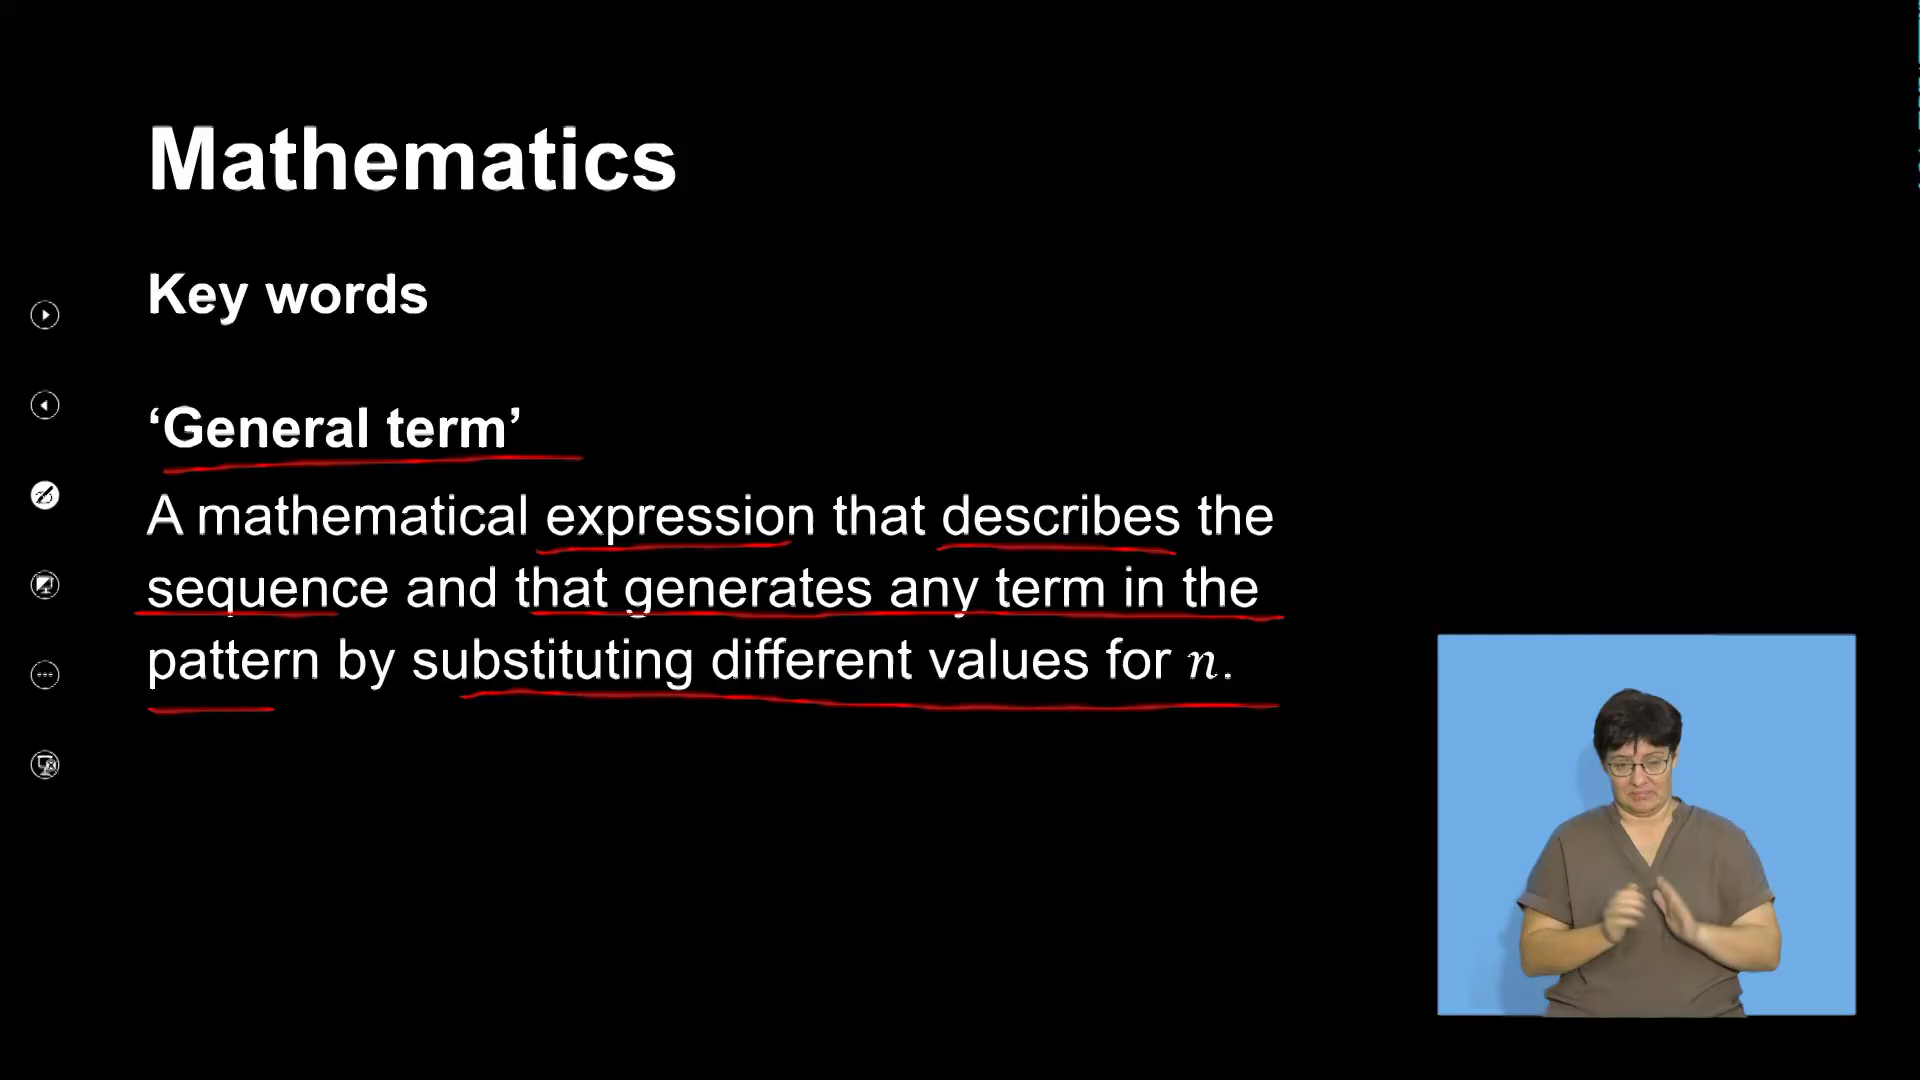 Mathematics
Key words
‘General term’
A mathematical expression that describes the
sequence and that generates any term in the
pattern by substituting different values for n.